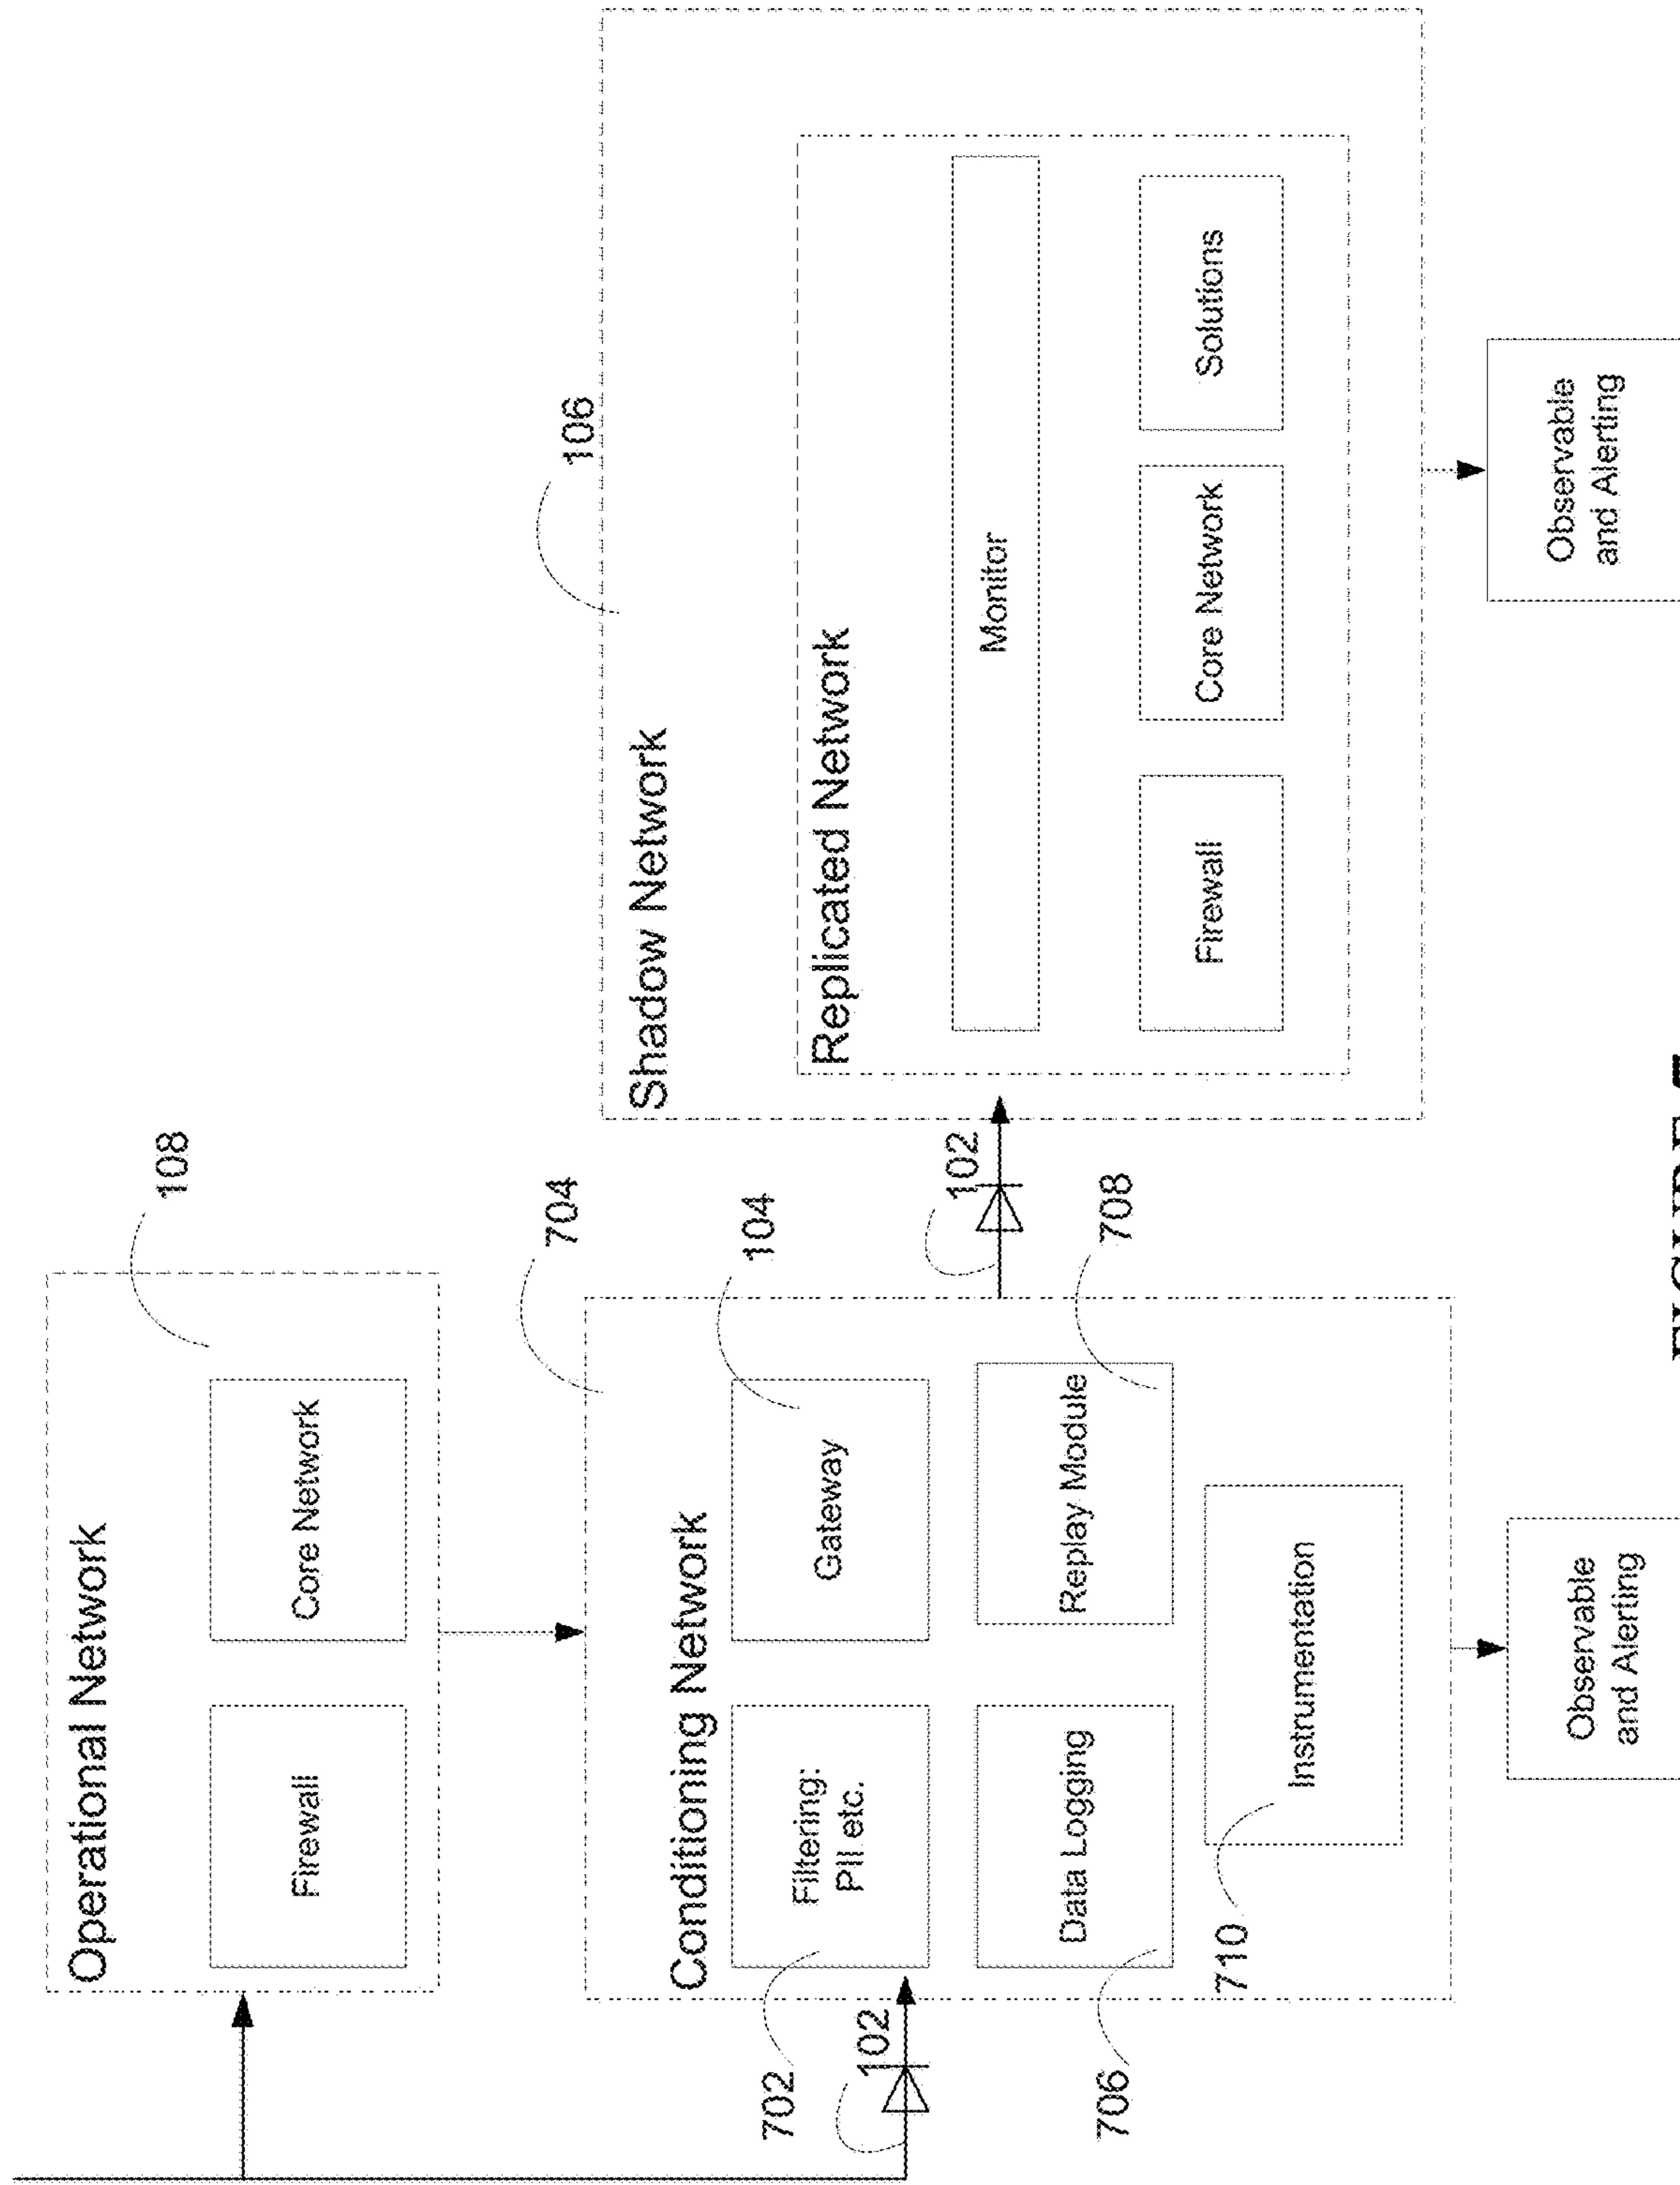 Operational Network
Firewall
Core Network
108
Conditioning Network
704
Filtering:
PII etc.
Gateway
104
702
102
Data Logging
Replay Module
706
708
Instrumentation
710
Observable
and Alerting
102
Shadow Network
106
Replicated Network
Monitor
Firewall
Core Network
Solutions
Observable
and Alerting
FIGURE 7